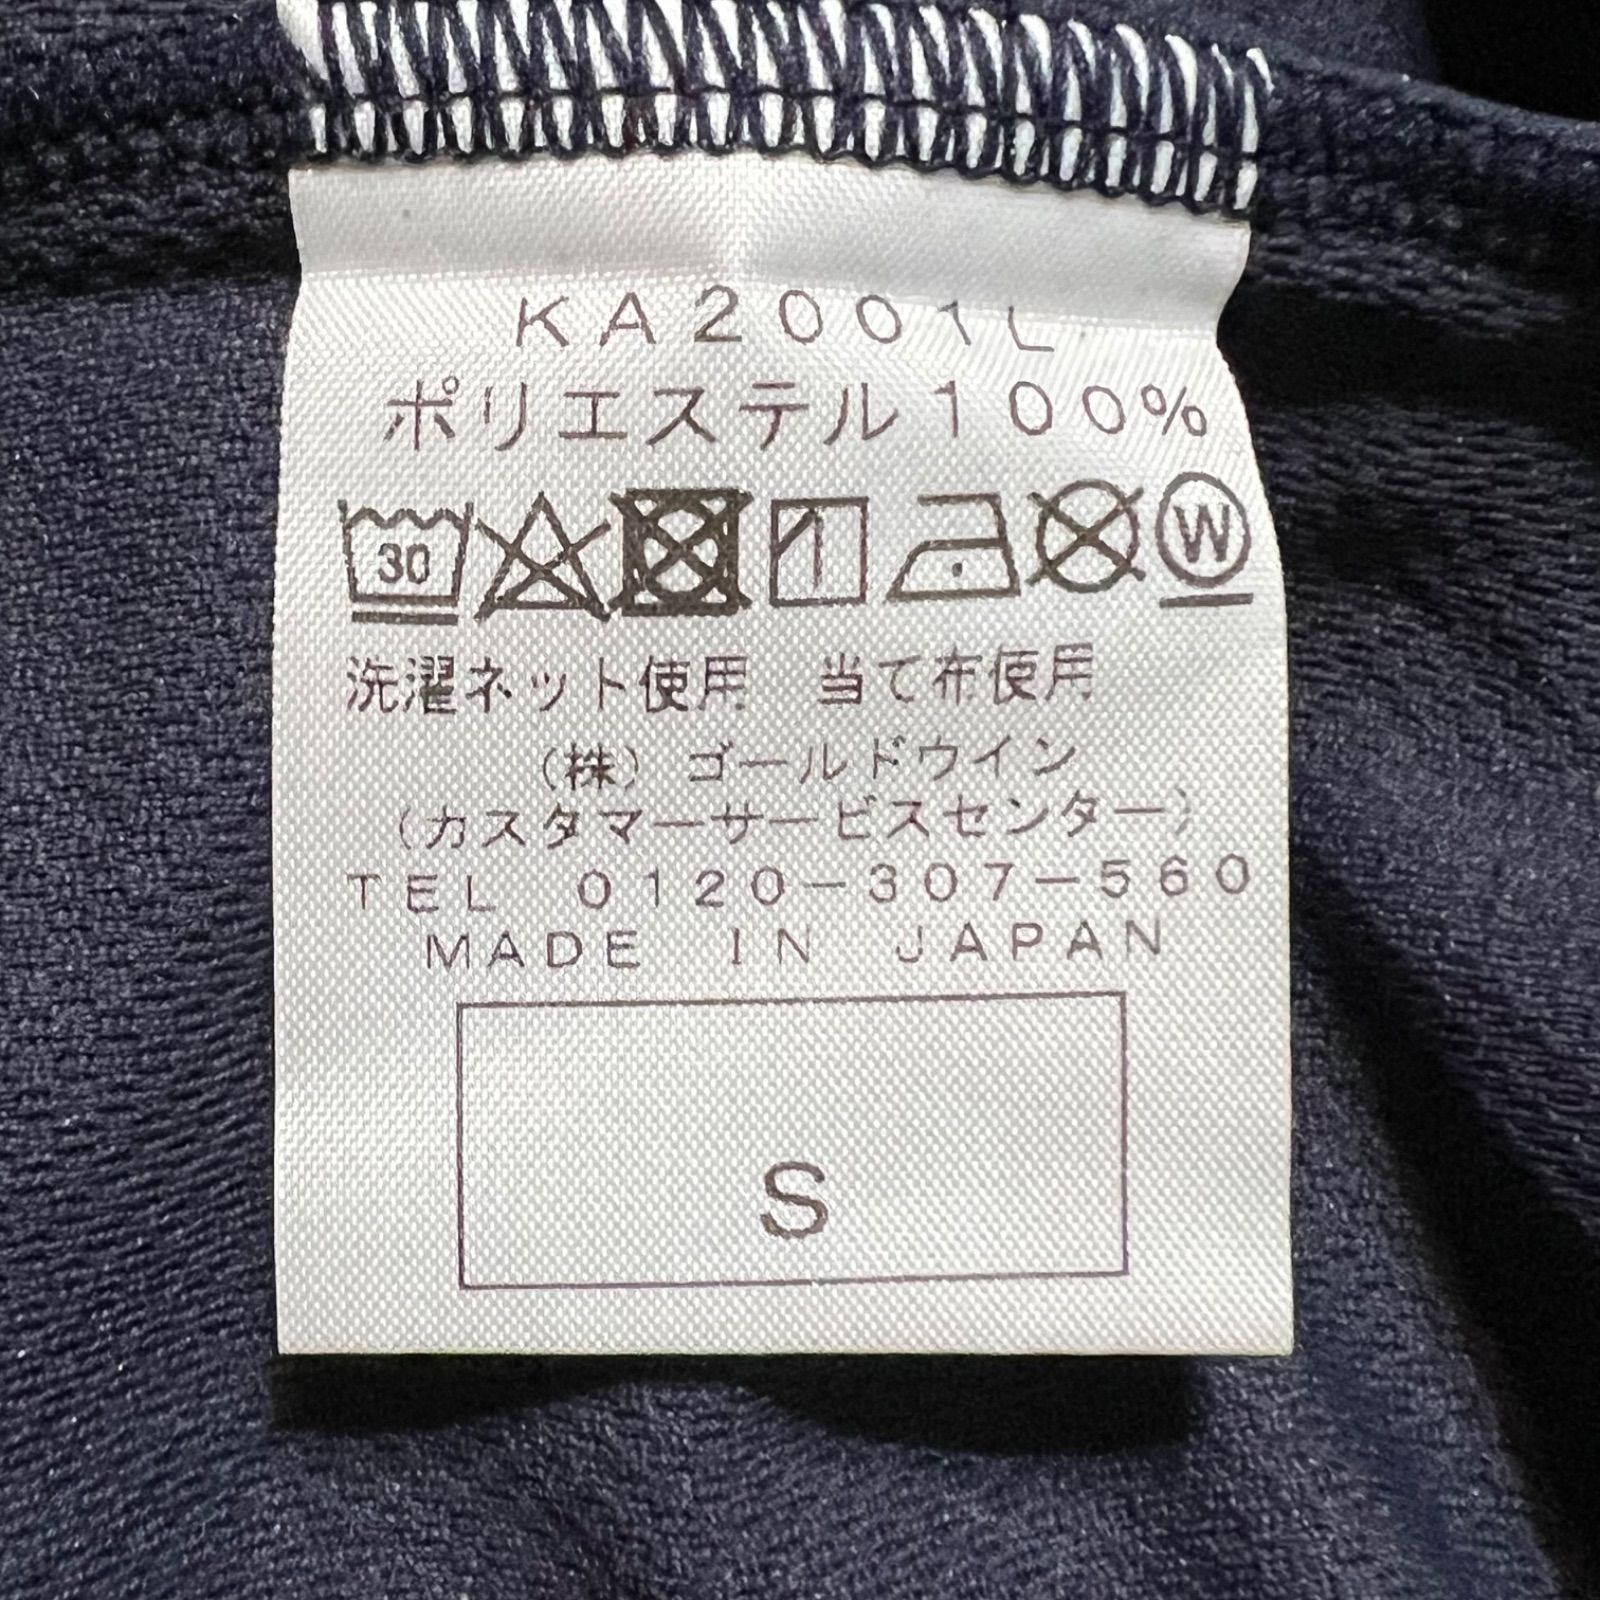 KA2001L
ポリエステル100%
30 W
洗濯ネット使用 当て布使用
(株) ゴールドウイン
(カスタマーサービスセンター)
TEL 0120-307-560
MADE IN JAPAN
S